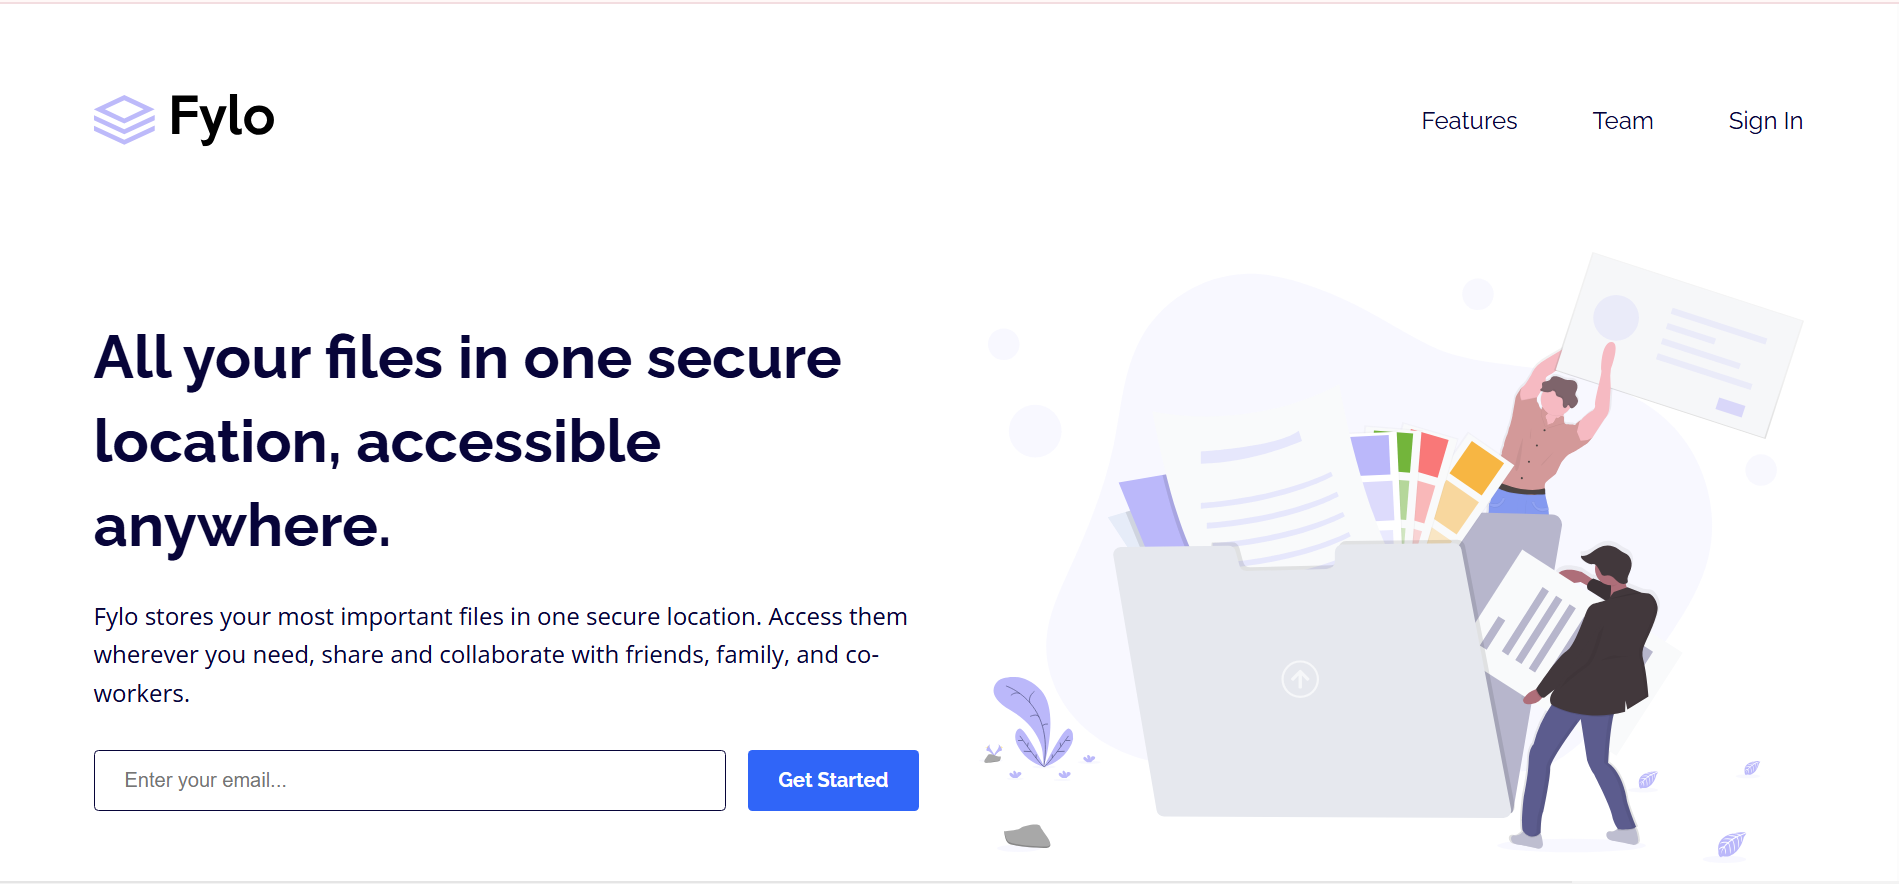 Fylo
Features
Team
Sign In
All your files in one secure
location, accessible
anywhere.
Fylo stores your most important files in one secure location. Access them
wherever you need, share and collaborate with friends, family, and co-
workers.
Enter your email...
Get Started